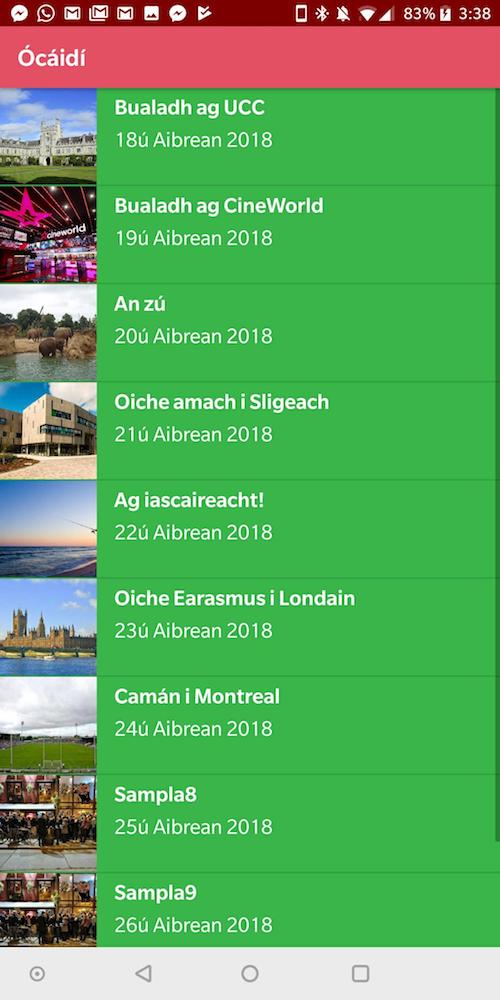 83% 3:38
Ócáidí
Bualadh ag UCC
18ú Aibrean 2018
cineworld
Bualadh ag CineWorld
19ú Aibrean 2018
An zú
20ú Aibrean 2018
Oiche amach i Sligeach
21ú Aibrean 2018
Ag iascaireacht!
22ú Aibrean 2018
Oiche Earasmus i Londain
23ú Aibrean 2018
Camán i Montreal
24ú Aibrean 2018
Sampla8
25ú Aibrean 2018
Sampla9
26ú Aibrean 2018